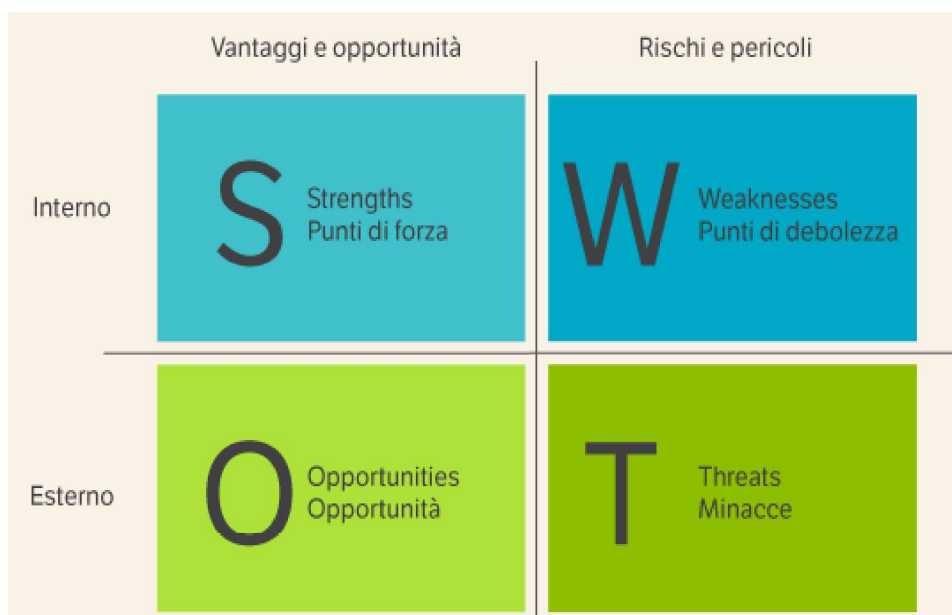 Vantaggi e opportunità
Rischi e pericoli
Interno
S
Strengths
Punti di forza
W
Weaknesses
Punti di debolezza
Esterno
O
Opportunities
Opportunità
T
Threats
Minacce